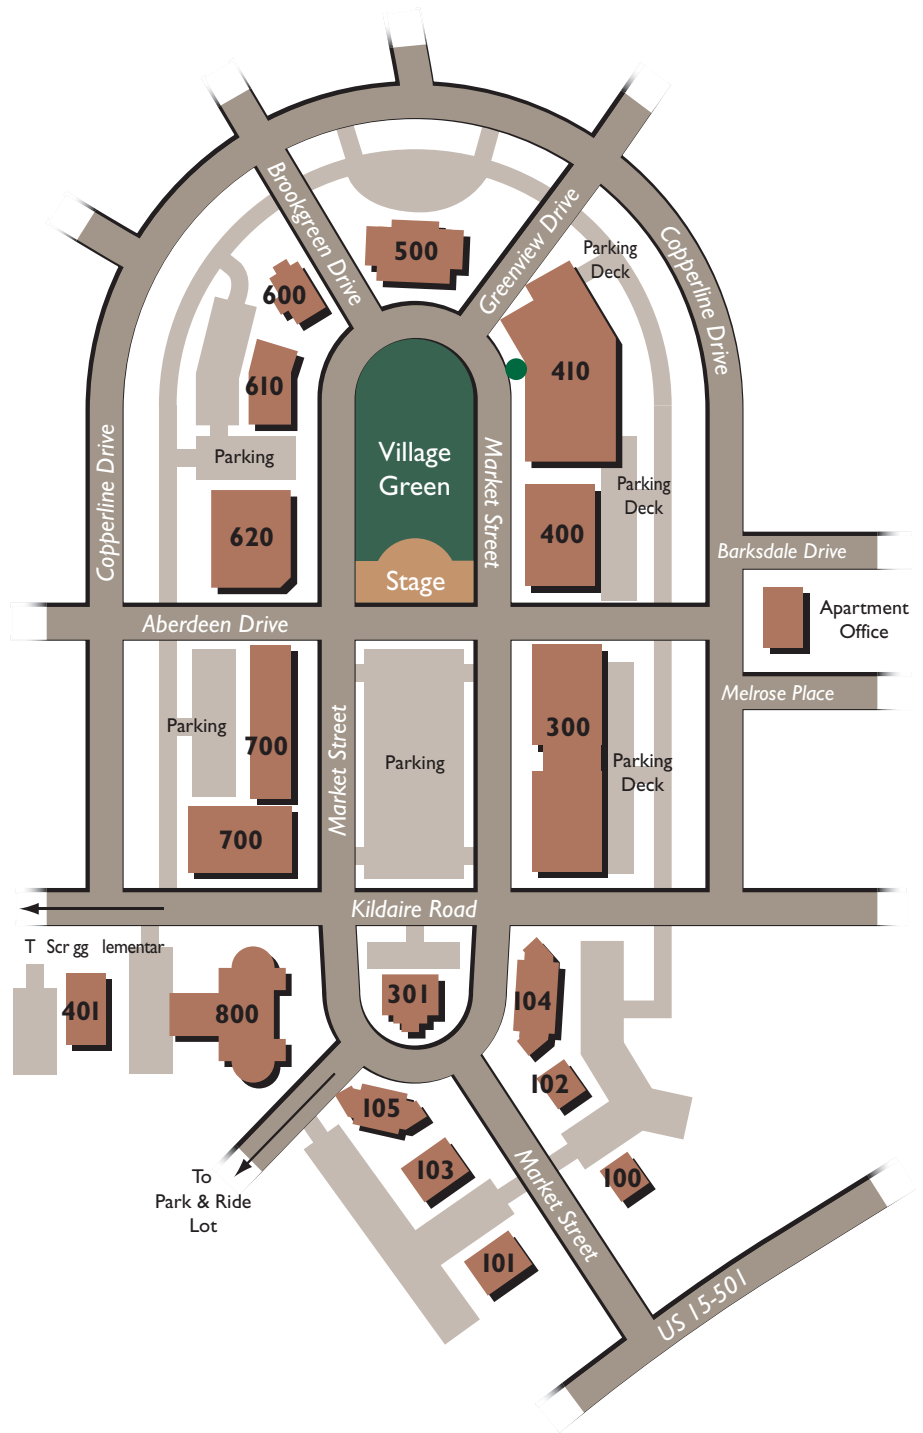 Brookgreen Drive
500
Greenview Drive
Parking
Deck
Copperline Drive
600
410
610
Village
Green
Market Street
Parking
Copperline Drive
Parking
Deck
620
400
Barksdale Drive
Stage
Apartment
Office
Aberdeen Drive
Melrose Place
Parking
700
Market Street
Parking
300
Parking
Deck
700
Kildaire Road
T Scr gg lementar
401
800
301
104
102
105
103
100
Market Street
To
Park & Ride
Lot
101
US 15-501